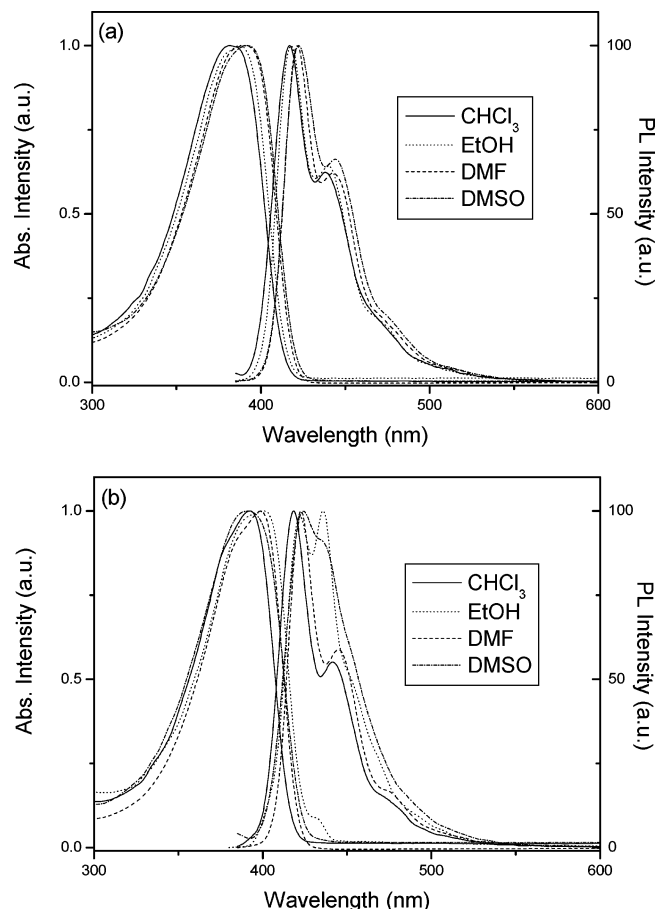 (a)
1.0
0.5
0.0
Abs. Intensity (a.u.)
100
50
0
PL Intensity (a.u.)
CHCl₃
EtOH
DMF
DMSO
300
400
500
600
Wavelength (nm)
(b)
1.0
0.5
0.0
Abs. Intensity (a.u.)
100
50
0
PL Intensity
(a.u.)
CHCl₃
EtOH
DMF
DMSO
300
400
500
600
Wavelength (nm)